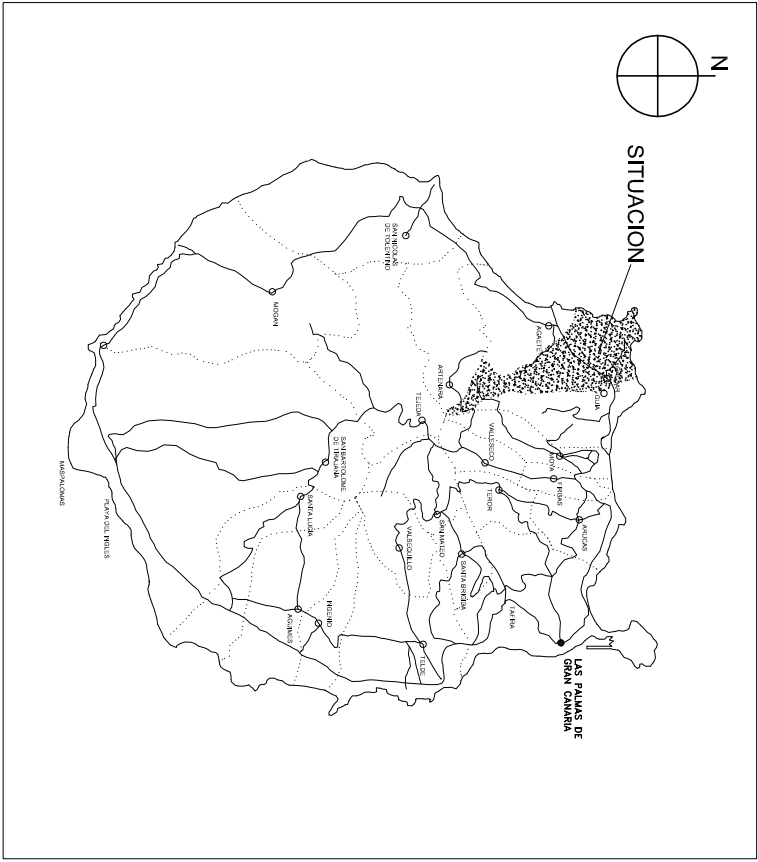 N
SITUACION
LAS PALMAS DE
GRAN CANARIA
AGAETE
GUIA
SAN NICOLAS
DE TOLENTINO
MOGAN
ARTENARA
TEJEDA
VALLESECO
MOYA
FIRGAS
ARUCAS
TEROR
SAN MATEO
SANTA BRIGIDA
TAFIRA
VALSEQUILLO
TELDE
SAN BARTOLOME
DE TIRAJANA
SANTA LUCIA
INGENIO
AGUIMES
MASPALOMAS
PLAYA DEL INGLES